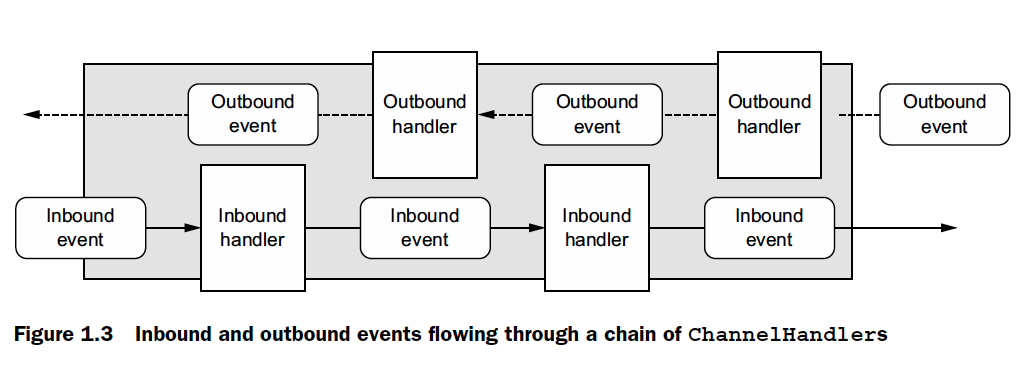 Outbound
event
Outbound
handler
Outbound
event
Outbound
handler
Outbound
event
Inbound
event
Inbound
handler
Inbound
event
Inbound
handler
Inbound
event
Figure 1.3 Inbound and outbound events flowing through a chain of ChannelHandlers